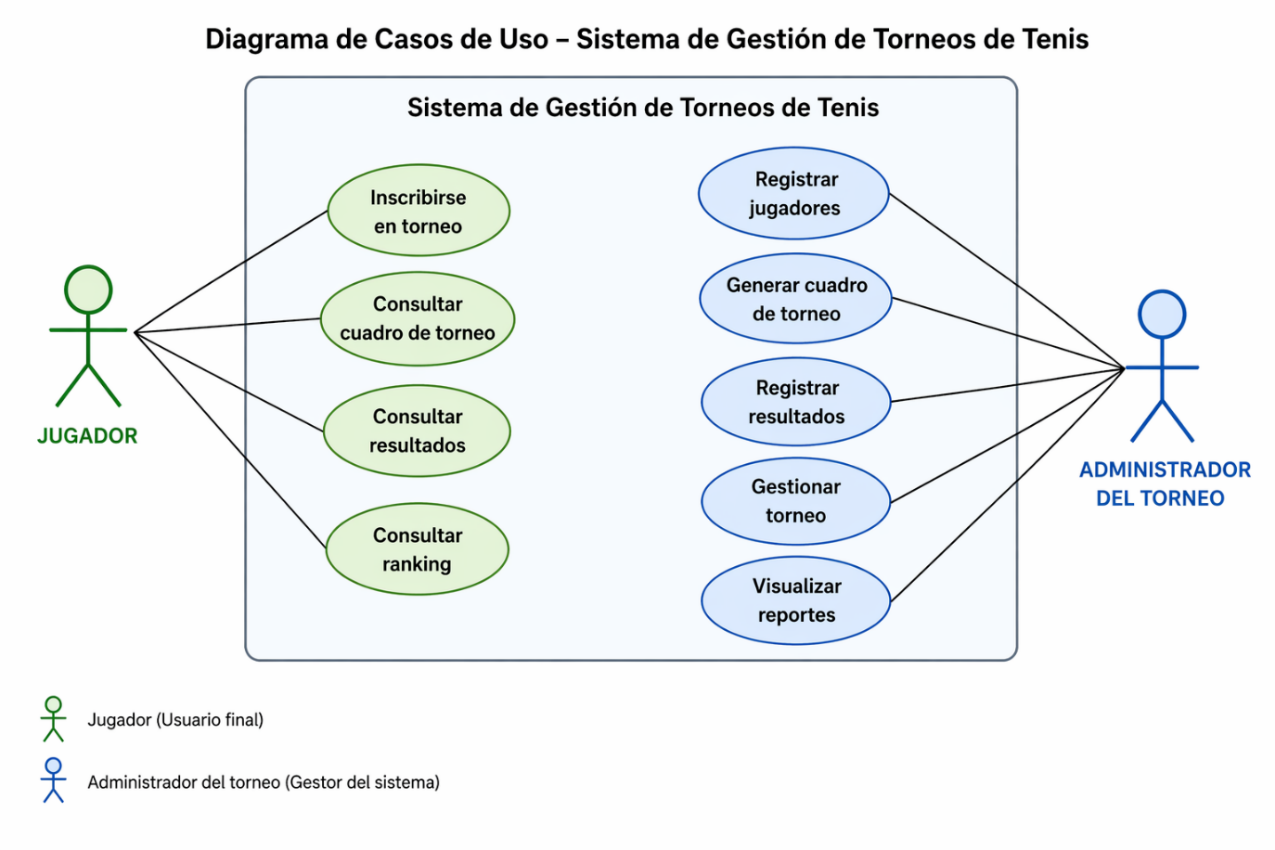 Diagrama de Casos de Uso – Sistema de Gestión de Torneos de Tenis
Sistema de Gestión de Torneos de Tenis
Inscribirse
en torneo
Consultar
cuadro de torneo
Consultar
resultados
Consultar
ranking
Registrar
jugadores
Generar cuadro
de torneo
Registrar
resultados
Gestionar
torneo
Visualizar
reportes
JUGADOR
ADMINISTRADOR
DEL TORNEO
Jugador (Usuario final)
Administrador del torneo (Gestor del sistema)